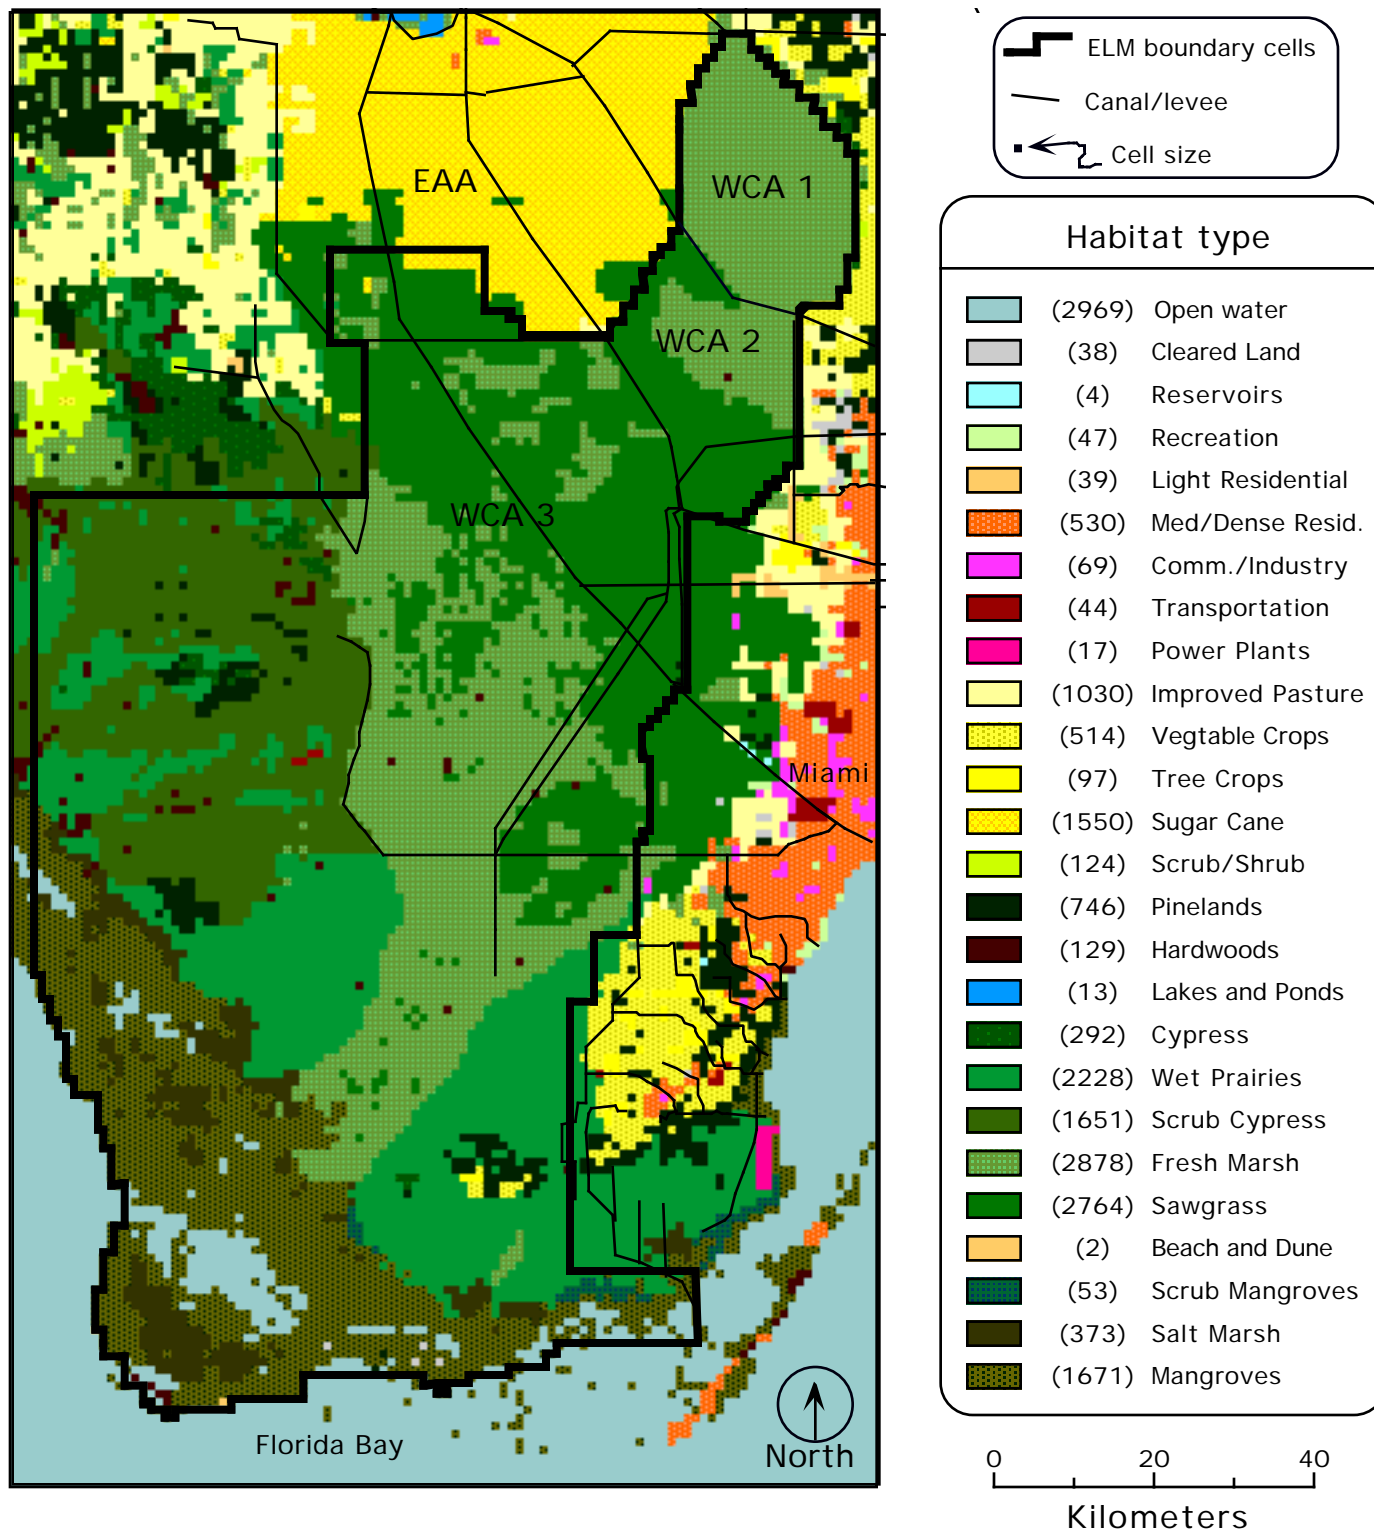 ELM boundary cells
Canal/levee
Cell size
EAA
WCA 1
WCA 2
WCA 3
Miami
Florida Bay
North
Habitat type
(2969) Open water
(38) Cleared Land
(4) Reservoirs
(47) Recreation
(39) Light Residential
(530) Med/Dense Resid.
(69) Comm./Industry
(44) Transportation
(17) Power Plants
(1030) Improved Pasture
(514) Vegtable Crops
(97) Tree Crops
(1550) Sugar Cane
(124) Scrub/Shrub
(746) Pinelands
(129) Hardwoods
(13) Lakes and Ponds
(292) Cypress
(2228) Wet Prairies
(1651) Scrub Cypress
(2878) Fresh Marsh
(2764) Sawgrass
(2) Beach and Dune
(53) Scrub Mangroves
(373) Salt Marsh
(1671) Mangroves
0 20 40
Kilometers